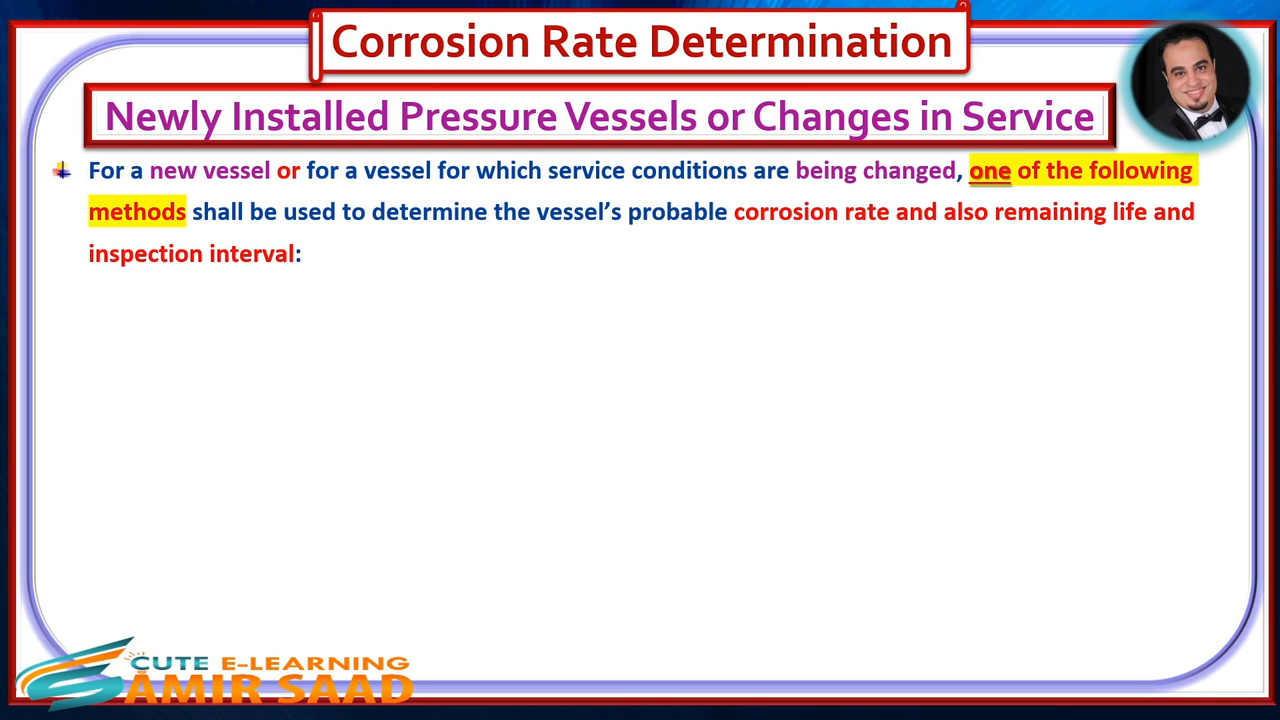 Corrosion Rate Determination
Newly Installed Pressure Vessels or Changes in Service
For a new vessel or for a vessel for which service conditions are being changed, one of the following
methods shall be used to determine the vessel’s probable corrosion rate and also remaining life and
inspection interval:
CUTE E-LEARNING
AMIR SAAD